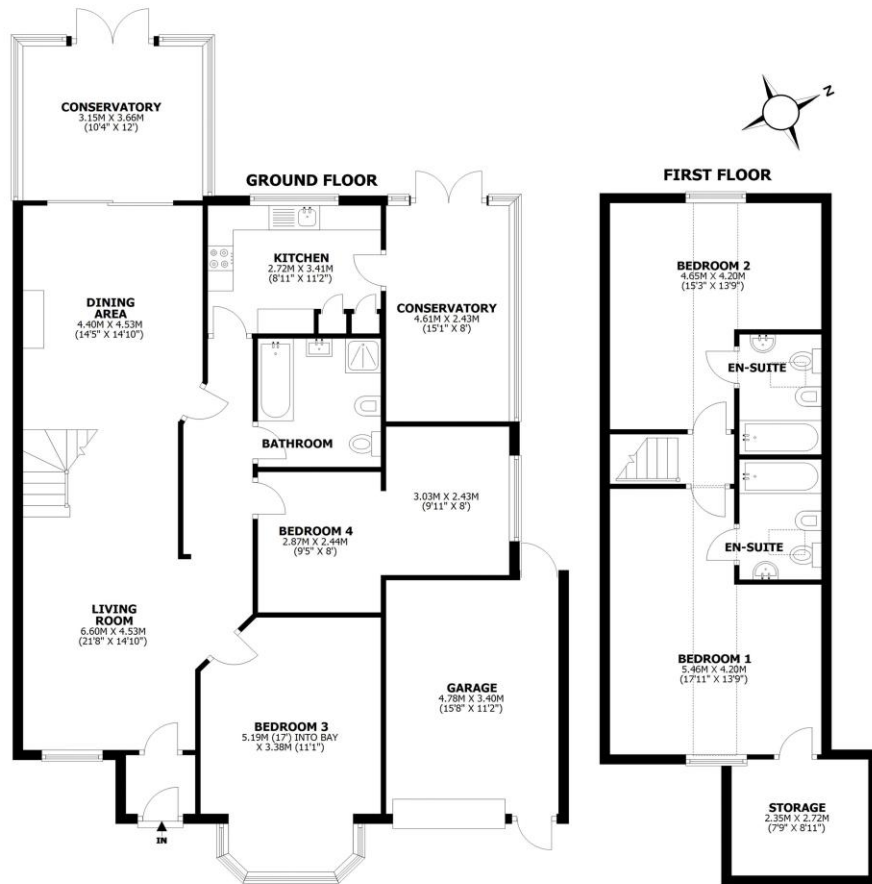 CONSERVATORY
3.15M X 3.66M
(10'4" X 12')
GROUND FLOOR
KITCHEN
2.72M X 3.41M
(8'11" X 11'2")
DINING
AREA
4.40M X 4.53M
(14'5" X 14'10")
CONSERVATORY
4.61M X 2.43M
(15'1" X 8')
BATHROOM
3.03M X 2.43M
(9'11" X 8')
BEDROOM 4
2.87M X 2.44M
(9'5" X 8')
LIVING
ROOM
6.60M X 4.53M
(21'8" X 14'10")
BEDROOM 3
5.19M (17') INTO BAY
X 3.38M (11'1")
GARAGE
4.78M X 3.40M
(15'8" X 11'2")
IN
N
FIRST FLOOR
BEDROOM 2
4.65M X 4.20M
(15'3" X 13'9")
EN-SUITE
EN-SUITE
BEDROOM 1
5.46M X 4.20M
(17'11" X 13'9")
STORAGE
2.35M X 2.72M
(7'9" X 8'11")